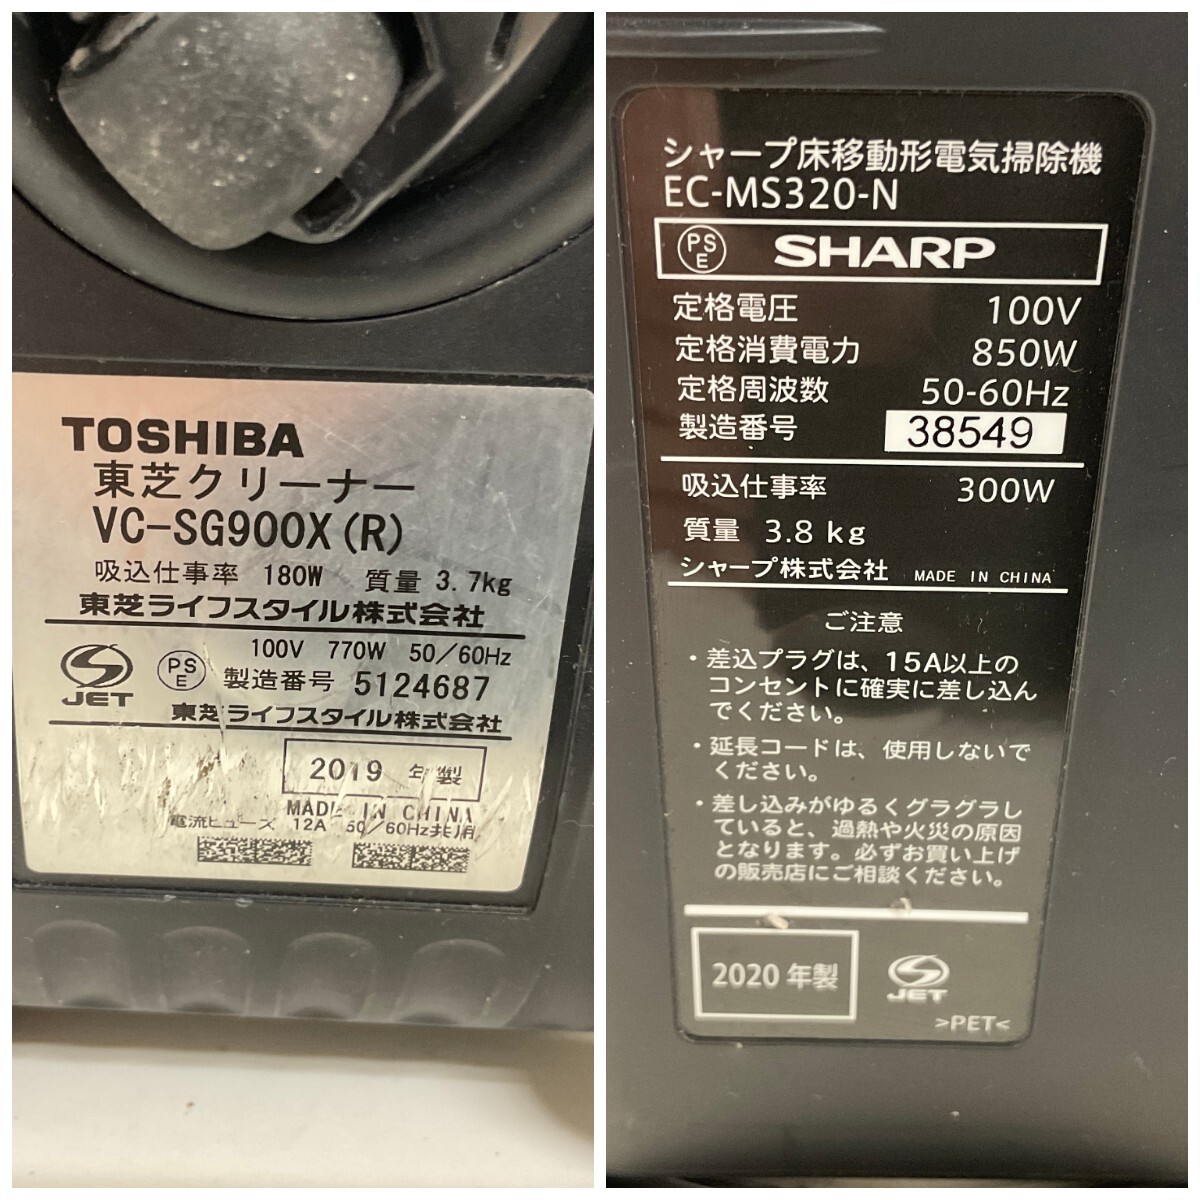 TOSHIBA
東芝クリーナー
VC-SG900X(R)
吸込仕事率 180W 質量 3.7kg
東芝ライフスタイル株式会社
100V 770W 50/60Hz
JET
PS
E
製造番号 5124687
東芝ライフスタイル株式会社
2019 年製
MADE IN CHINA
電流ヒューズ 12A 50/60Hz共用
シャープ床移動形電気掃除機
EC-MS320-N
PS
E
SHARP
定格電圧 100V
定格消費電力 850W
定格周波数 50-60Hz
製造番号 38549
吸込仕事率 300W
質量 3.8 kg
シャープ株式会社 MADE IN CHINA
ご注意
・差込プラグは、15A以上の
コンセントに確実に差し込ん
でください。
・延長コードは、使用しないで
ください。
・差し込みがゆるくグラグラし
ていると、過熱や火災の原因
となります。必ずお買い上げ
の販売店にご相談ください。
2020 年製
JET
>PET<